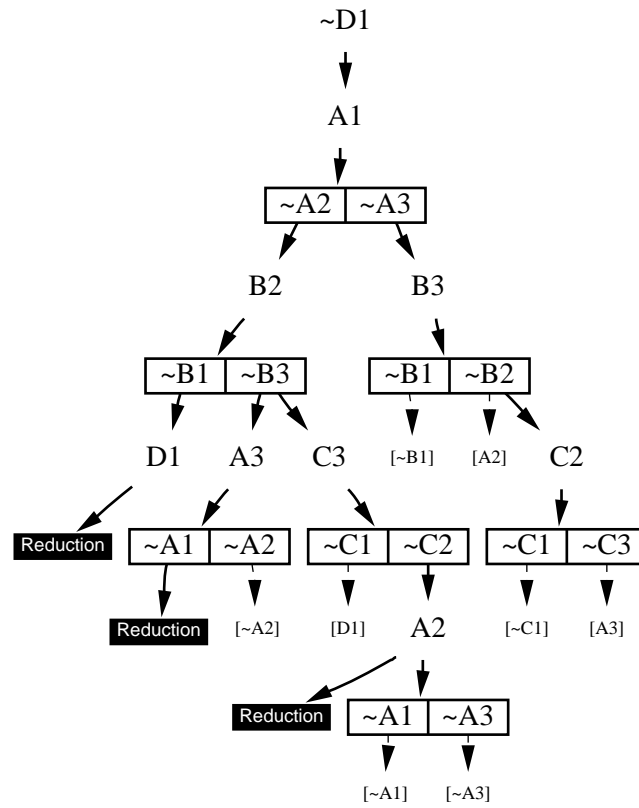 ~D1
A1
~A2 ~A3
B2 B3
~B1 ~B3 ~B1 ~B2
D1 A3 C3 [~B1] [A2] C2
Reduction ~A1 ~A2 ~C1 ~C2 ~C1 ~C3
Reduction [~A2] [D1] A2 [~C1] [A3]
Reduction ~A1 ~A3
[~A1] [~A3]